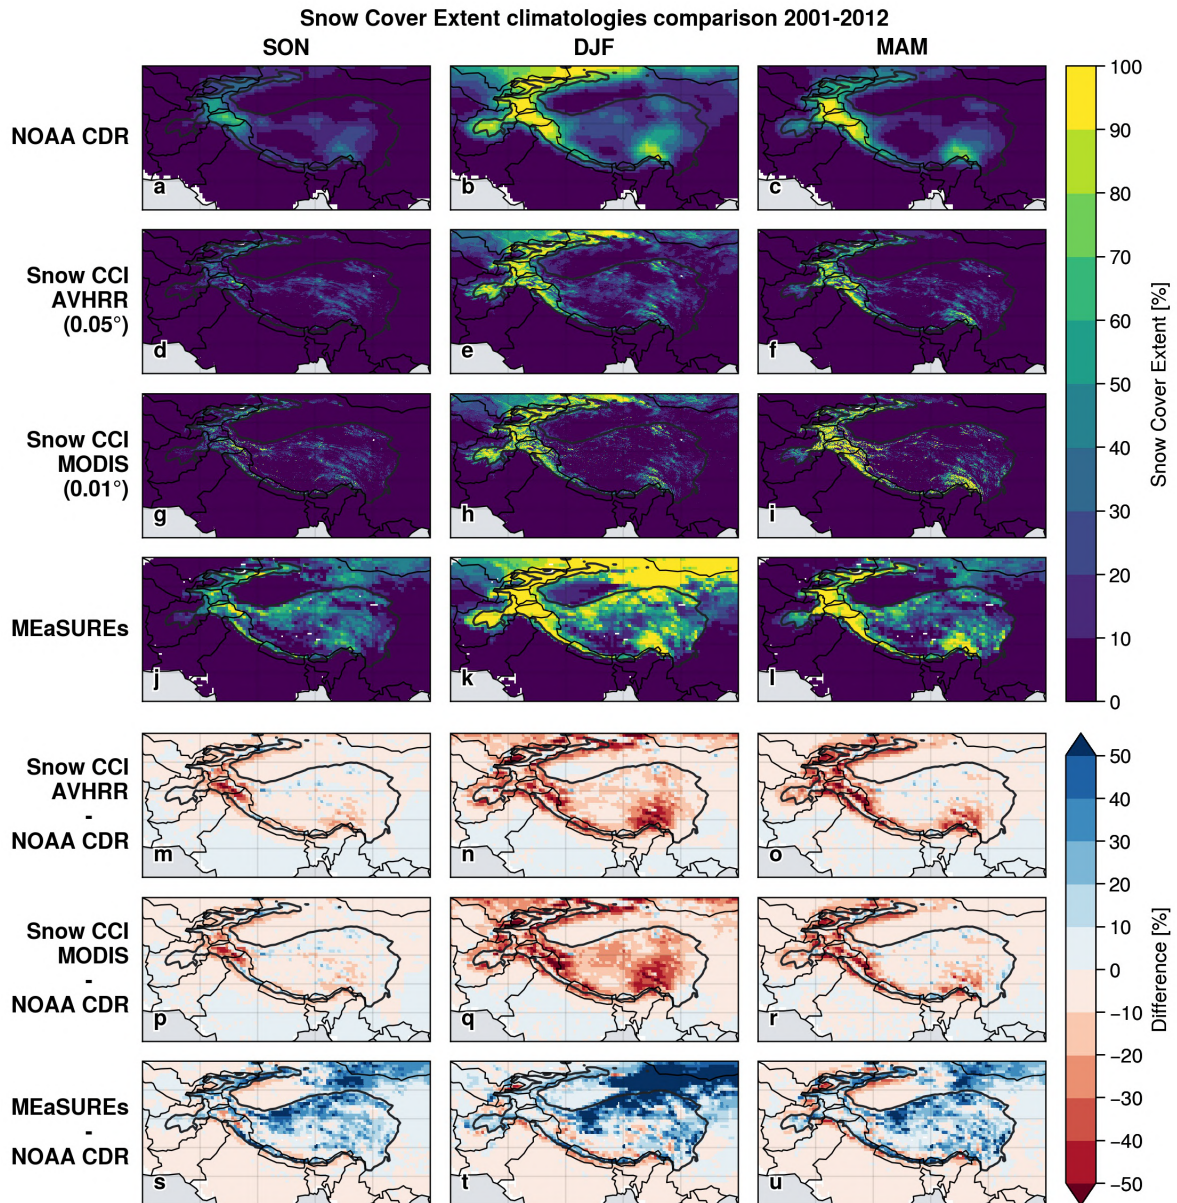 Snow Cover Extent climatologies comparison 2001-2012
SON
DJF
MAM
NOAA CDR
a
b
c
Snow CCI
AVHRR
(0.05°)
d
e
f
Snow CCI
MODIS
(0.01°)
g
h
i
MEaSUREs
j
k
l
100
90
80
70
60
50
40
30
20
10
0
Snow Cover Extent [%]
Snow CCI
AVHRR
-
NOAA CDR
m
n
o
Snow CCI
MODIS
-
NOAA CDR
p
q
r
MEaSUREs
-
NOAA CDR
s
t
u
50
40
30
20
10
0
−10
−20
−30
−40
−50
Difference [%]